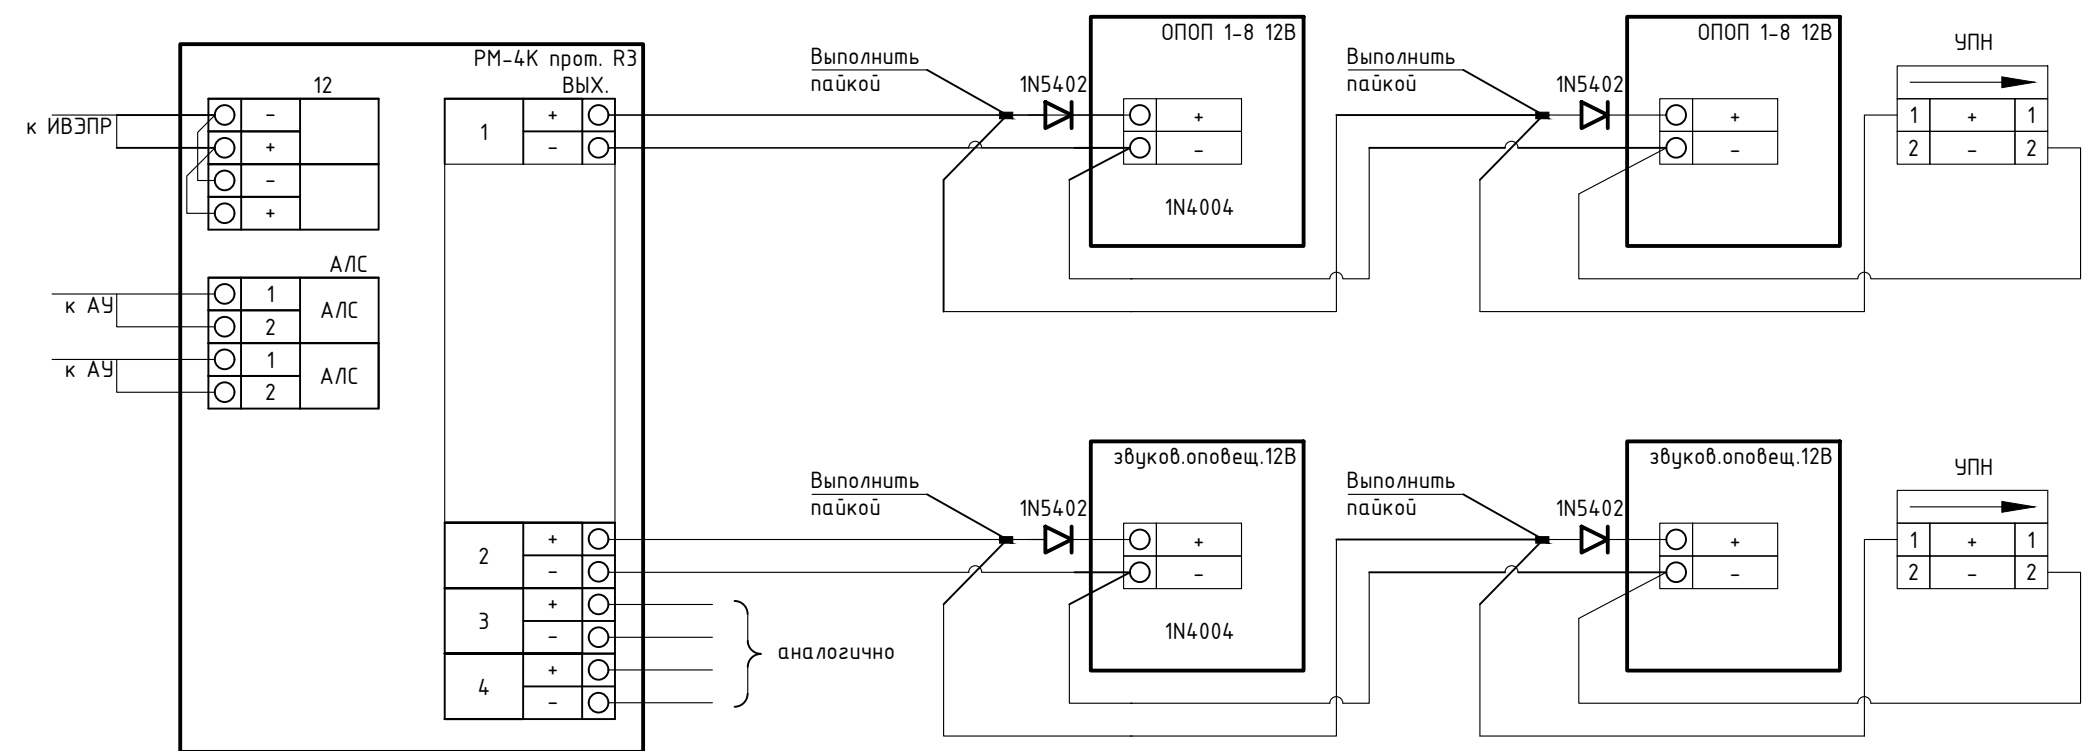 РМ-4К прот. R3
ВЫХ.
12
к ИВЭПР
-
+
-
+
АЛС
к АУ
1
2
АЛС
к АУ
1
2
АЛС
1
+
-
2
+
-
3
+
-
4
+
-
аналогично
Выполнить
пайкой
1N5402
ОПОП 1-8 12В
+
-
1N4004
Выполнить
пайкой
1N5402
ОПОП 1-8 12В
+
-
УПН
1 + 1
2 - 2
Выполнить
пайкой
1N5402
звуков.оповещ.12В
+
-
1N4004
Выполнить
пайкой
1N5402
звуков.оповещ.12В
+
-
УПН
1 + 1
2 - 2